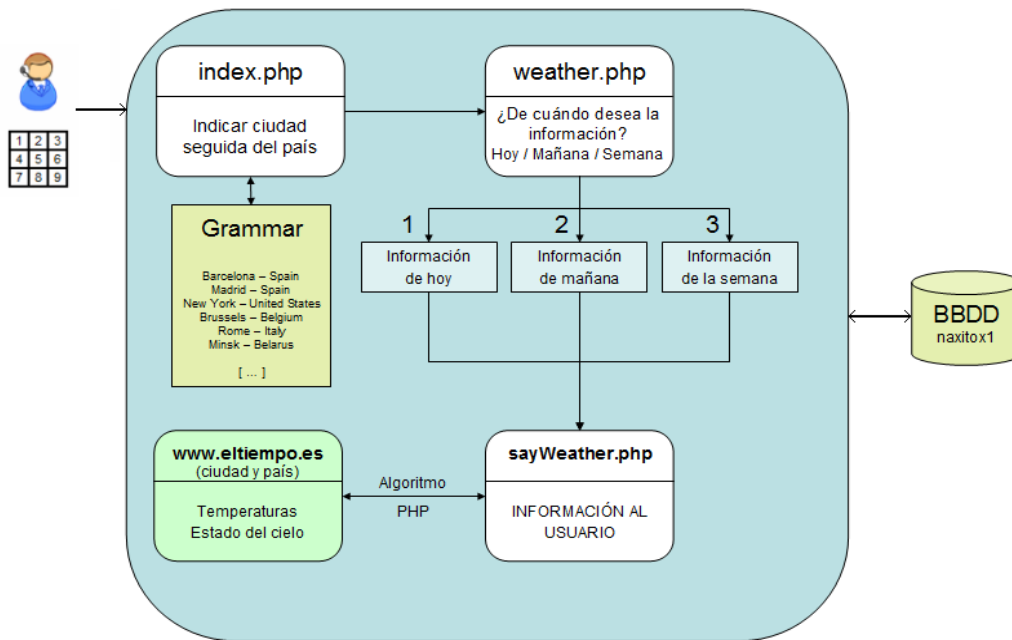 index.php
Indicar ciudad
seguida del país
weather.php
¿De cuándo desea la
información?
Hoy / Mañana / Semana
1 2 3
4 5 6
7 8 9
Grammar
Barcelona – Spain
Madrid – Spain
New York – United States
Brussels – Belgium
Rome – Italy
Minsk – Belarus
[ ... ]
1
Información
de hoy
2
Información
de mañana
3
Información
de la semana
BBDD
naxitox1
www.eltiempo.es
(ciudad y país)
Temperaturas
Estado del cielo
Algoritmo
PHP
sayWeather.php
INFORMACIÓN AL
USUARIO